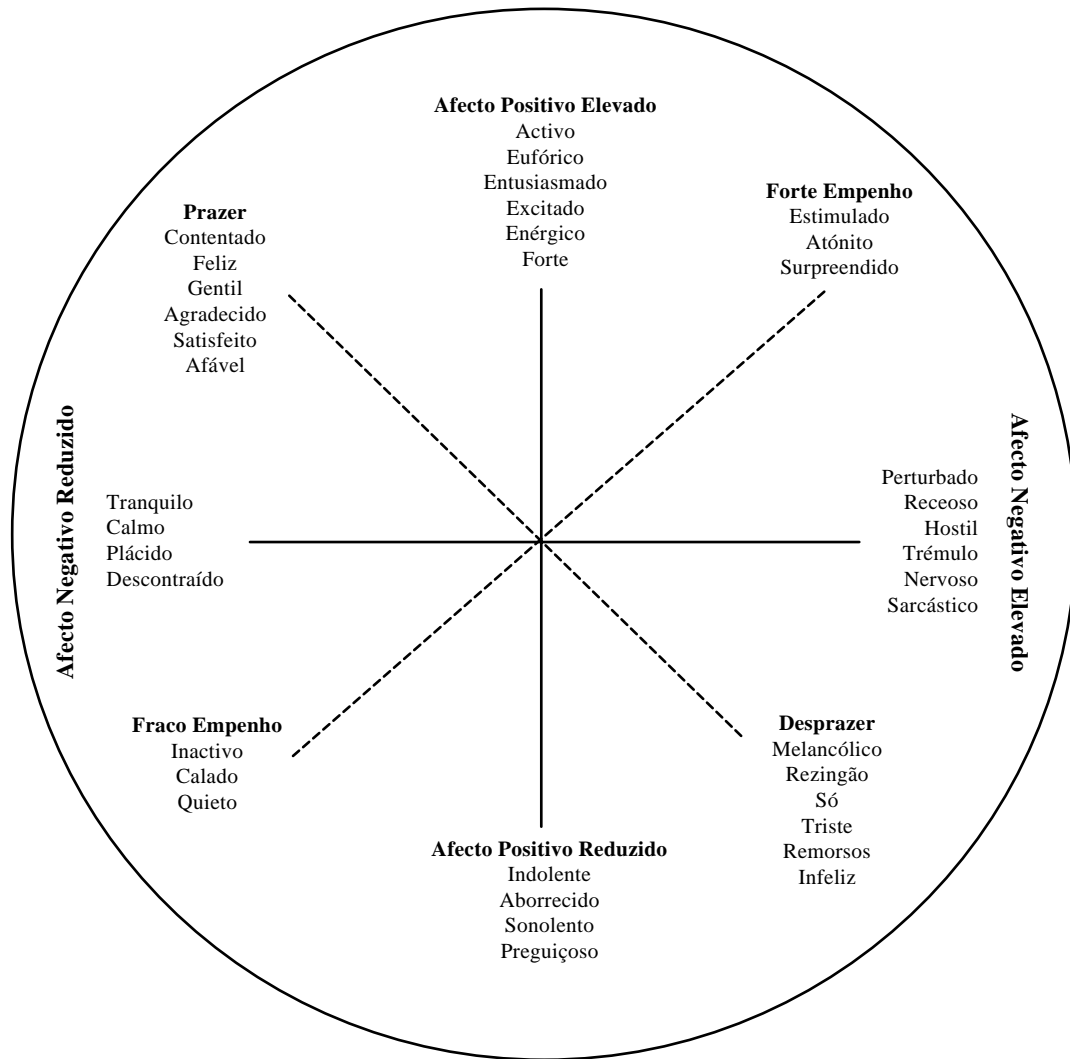 Afecto Positivo Elevado
Activo
Eufórico
Entusiasmado
Excitado
Enérgico
Forte
Forte Empenho
Estimulado
Atónito
Surpreendido
Prazer
Contentado
Feliz
Gentil
Agradecido
Satisfeito
Afável
Afecto Negativo Reduzido
Tranquilo
Calmo
Plácido
Descontraído
Afecto Negativo Elevado
Perturbado
Receoso
Hostil
Trémulo
Nervoso
Sarcástico
Fraco Empenho
Inactivo
Calado
Quieto
Desprazer
Melancólico
Rezingão
Só
Triste
Remorsos
Infeliz
Afecto Positivo Reduzido
Indolente
Aborrecido
Sonolento
Preguiçoso